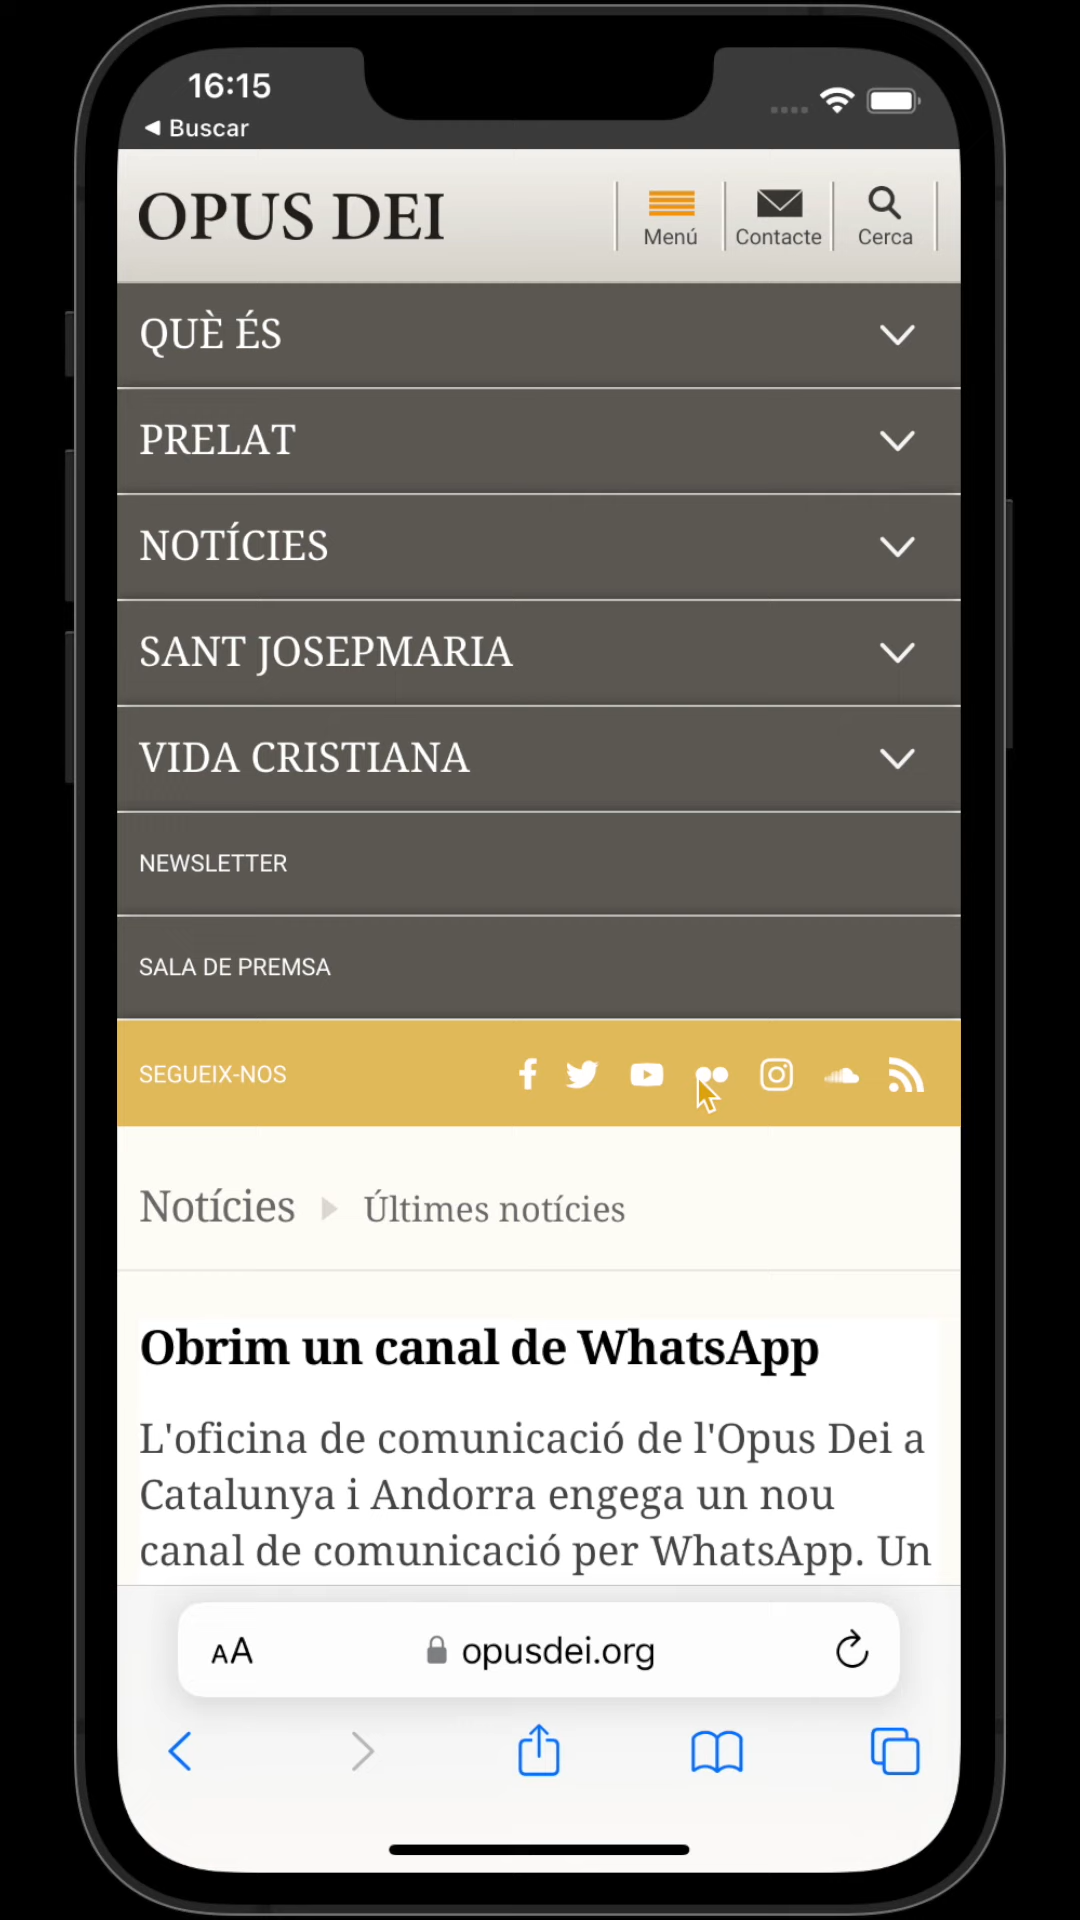 16:15
◀ Buscar
OPUS DEI
Menú
Contacte
Cerca
QUÈ ÉS
PRELAT
NOTÍCIES
SANT JOSEPMARIA
VIDA CRISTIANA
NEWSLETTER
SALA DE PREMSA
SEGUEIX-NOS
Notícies
Últimes notícies
Obrim un canal de WhatsApp
L'oficina de comunicació de l'Opus Dei a
Catalunya i Andorra engega un nou
canal de comunicació per WhatsApp. Un
AA
opusdei.org